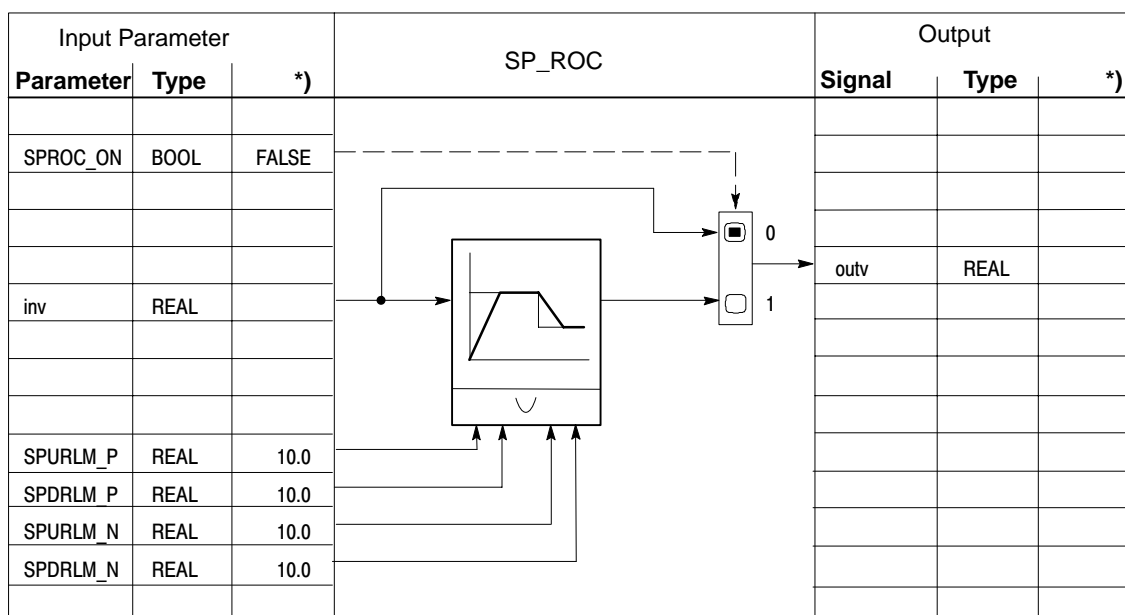 Input Parameter SP_ROC Output
Parameter Type *) Signal Type *)
SPROC_ON BOOL FALSE
0
outv REAL
inv REAL 1
SPURLM_P REAL 10.0
SPDRLM_P REAL 10.0
SPURLM_N REAL 10.0
SPDRLM_N REAL 10.0